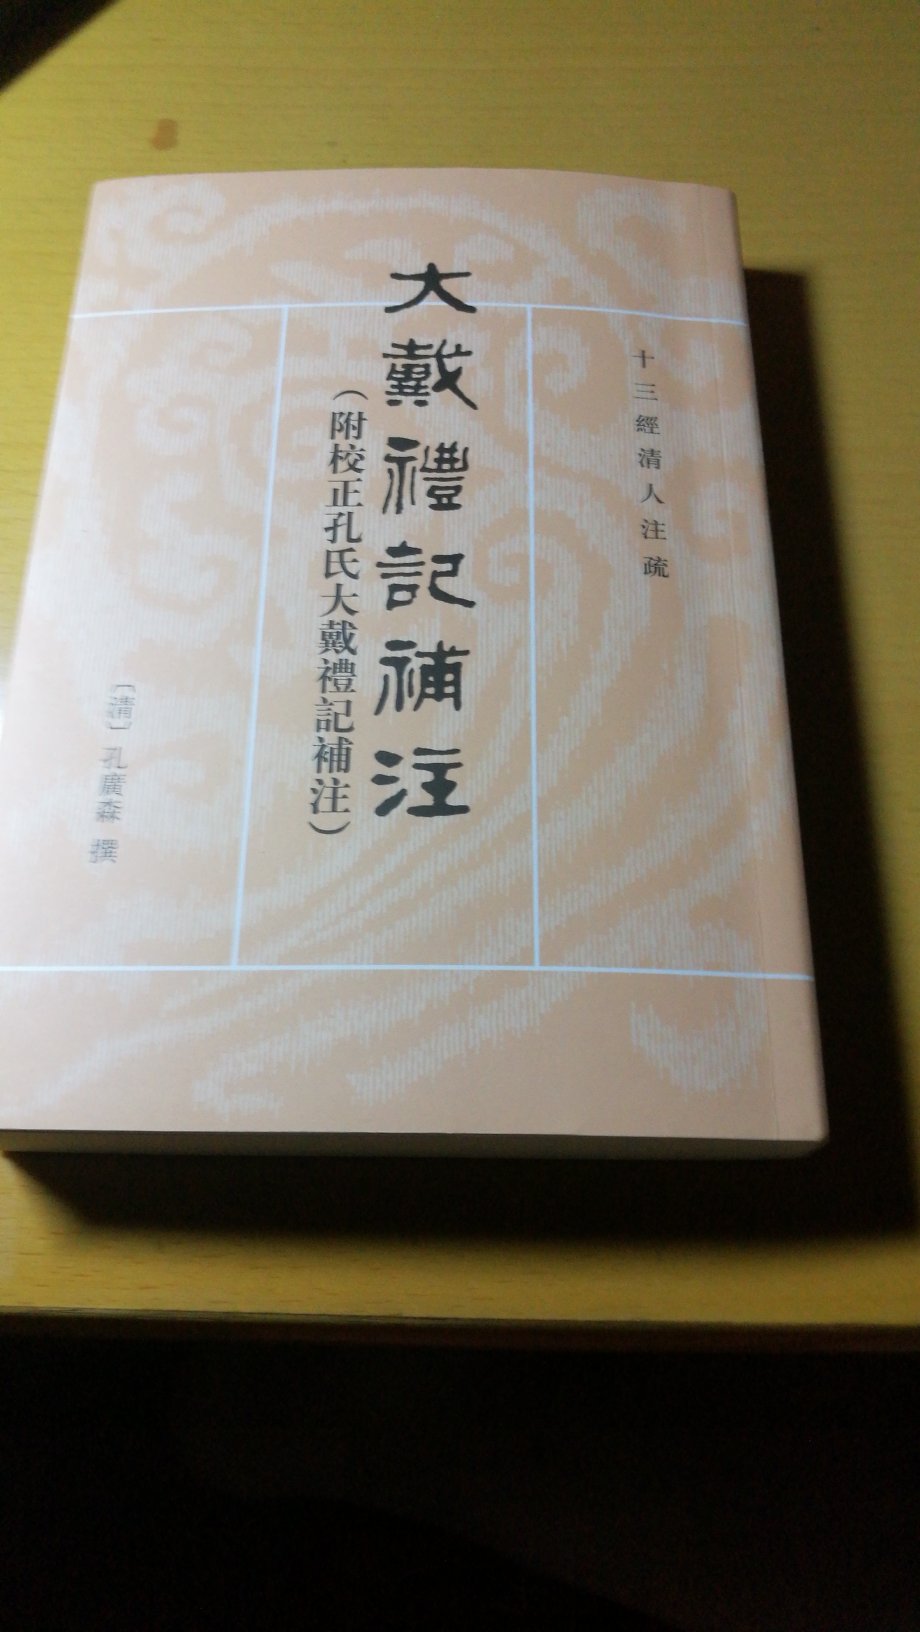 十三經清人注疏
大戴禮記補注
（附校正孔氏大戴禮記補注）
〔清〕孔廣森 撰